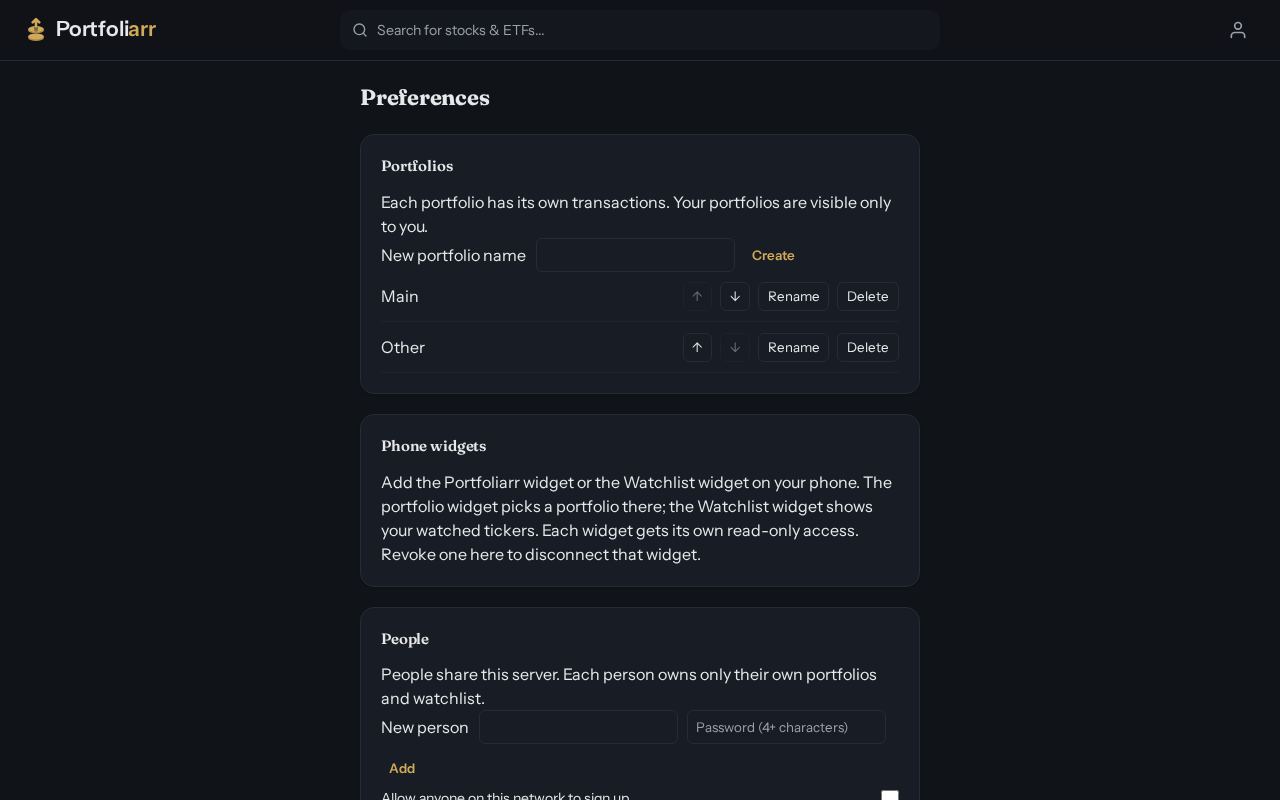 Portfoliarr
Search for stocks & ETFs...
Preferences
Portfolios
Each portfolio has its own transactions. Your portfolios are visible only
to you.
New portfolio name
Create
Main
↑ ↓ Rename Delete
Other
↑ ↓ Rename Delete
Phone widgets
Add the Portfoliarr widget or the Watchlist widget on your phone. The
portfolio widget picks a portfolio there; the Watchlist widget shows
your watched tickers. Each widget gets its own read-only access.
Revoke one here to disconnect that widget.
People
People share this server. Each person owns only their own portfolios
and watchlist.
New person
Password (4+ characters)
Add
Allow anyone on this network to sign up